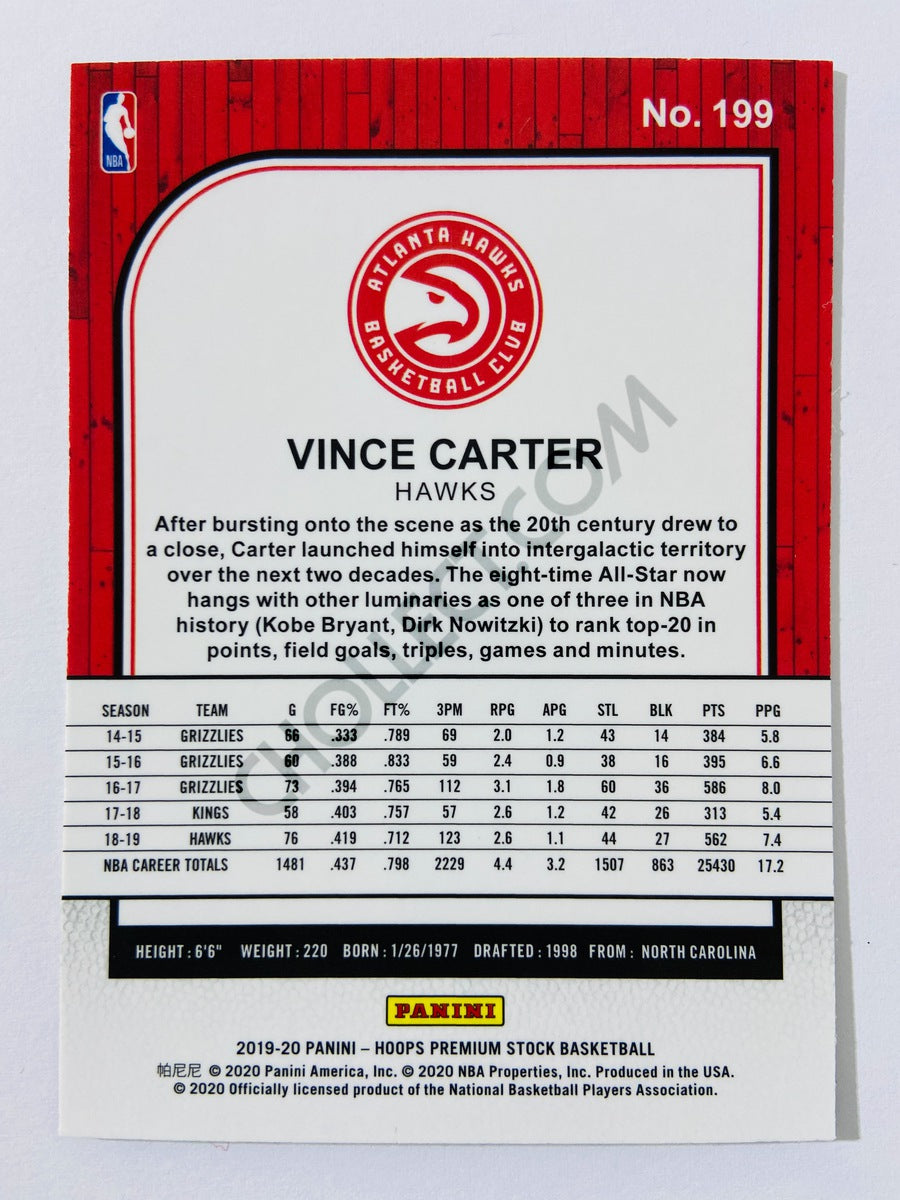 No. 199
NBA
ATLANTA HAWKS
BASKETBALL CLUB
VINCE CARTER
HAWKS
After bursting onto the scene as the 20th century drew to
a close, Carter launched himself into intergalactic territory
over the next two decades. The eight-time All-Star now
hangs with other luminaries as one of three in NBA
history (Kobe Bryant, Dirk Nowitzki) to rank top-20 in
points, field goals, triples, games and minutes.
CHOLLECT.COM
SEASON TEAM G FG% FT% 3PM RPG APG STL BLK PTS PPG
14-15 GRIZZLIES 66 .333 .789 69 2.0 1.2 43 14 384 5.8
15-16 GRIZZLIES 60 .388 .833 59 2.4 0.9 38 16 395 6.6
16-17 GRIZZLIES 73 .394 .765 112 3.1 1.8 60 36 586 8.0
17-18 KINGS 58 .403 .757 57 2.6 1.2 42 26 313 5.4
18-19 HAWKS 76 .419 .712 123 2.6 1.1 44 27 562 7.4
NBA CAREER TOTALS 1481 .437 .798 2229 4.4 3.2 1507 863 25430 17.2
HEIGHT : 6'6" WEIGHT : 220 BORN : 1/26/1977 DRAFTED : 1998 FROM : NORTH CAROLINA
PANINI
2019-20 PANINI – HOOPS PREMIUM STOCK BASKETBALL
帕尼尼 © 2020 Panini America, Inc. © 2020 NBA Properties, Inc. Produced in the USA.
© 2020 Officially licensed product of the National Basketball Players Association.